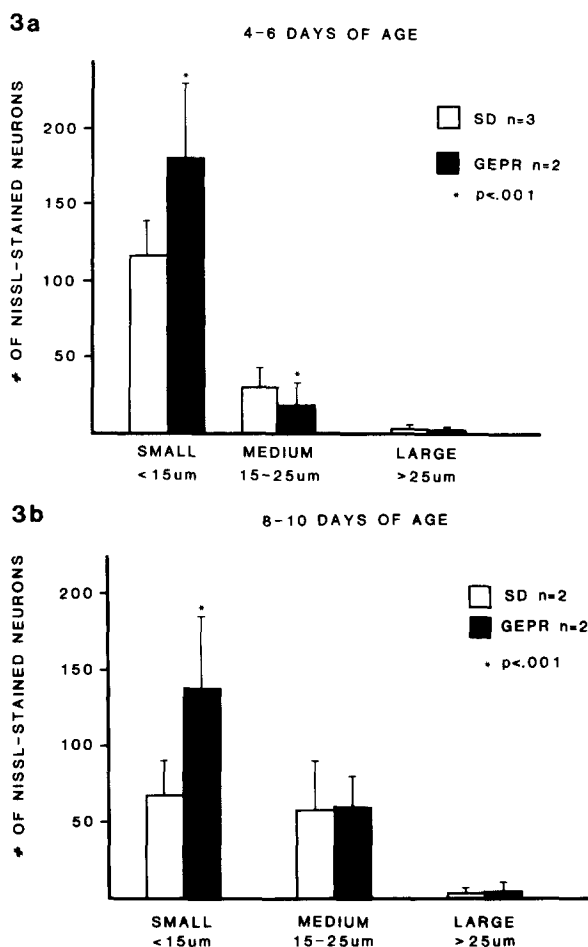 3a
4-6 DAYS OF AGE
# OF NISSL-STAINED NEURONS
200
150
100
50
SD n=3
GEPR n=2
* p<.001
*
*
SMALL MEDIUM LARGE
<15um 15-25um >25um
3b
8-10 DAYS OF AGE
# OF NISSL-STAINED NEURONS
200
150
100
50
SD n=2
GEPR n=2
* p<.001
*
SMALL MEDIUM LARGE
<15um 15-25um >25um